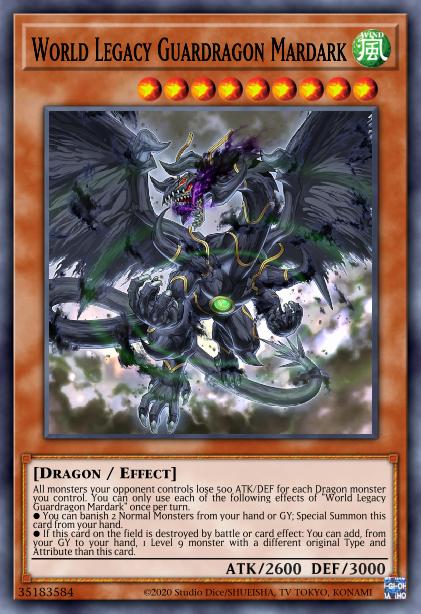 World Legacy Guardragon Mardark
WIND
風
[Dragon / Effect]
All monsters your opponent controls lose 500 ATK/DEF for each Dragon monster
you control. You can only use each of the following effects of "World Legacy
Guardragon Mardark" once per turn.
● You can banish 2 Normal Monsters from your hand or GY; Special Summon this
card from your hand.
● If this card on the field is destroyed by battle or card effect: You can add, from
your GY to your hand, 1 Level 9 monster with a different original Type and
Attribute than this card.
ATK/2600 DEF/3000
35183584
©2020 Studio Dice/SHUEISHA, TV TOKYO, KONAMI